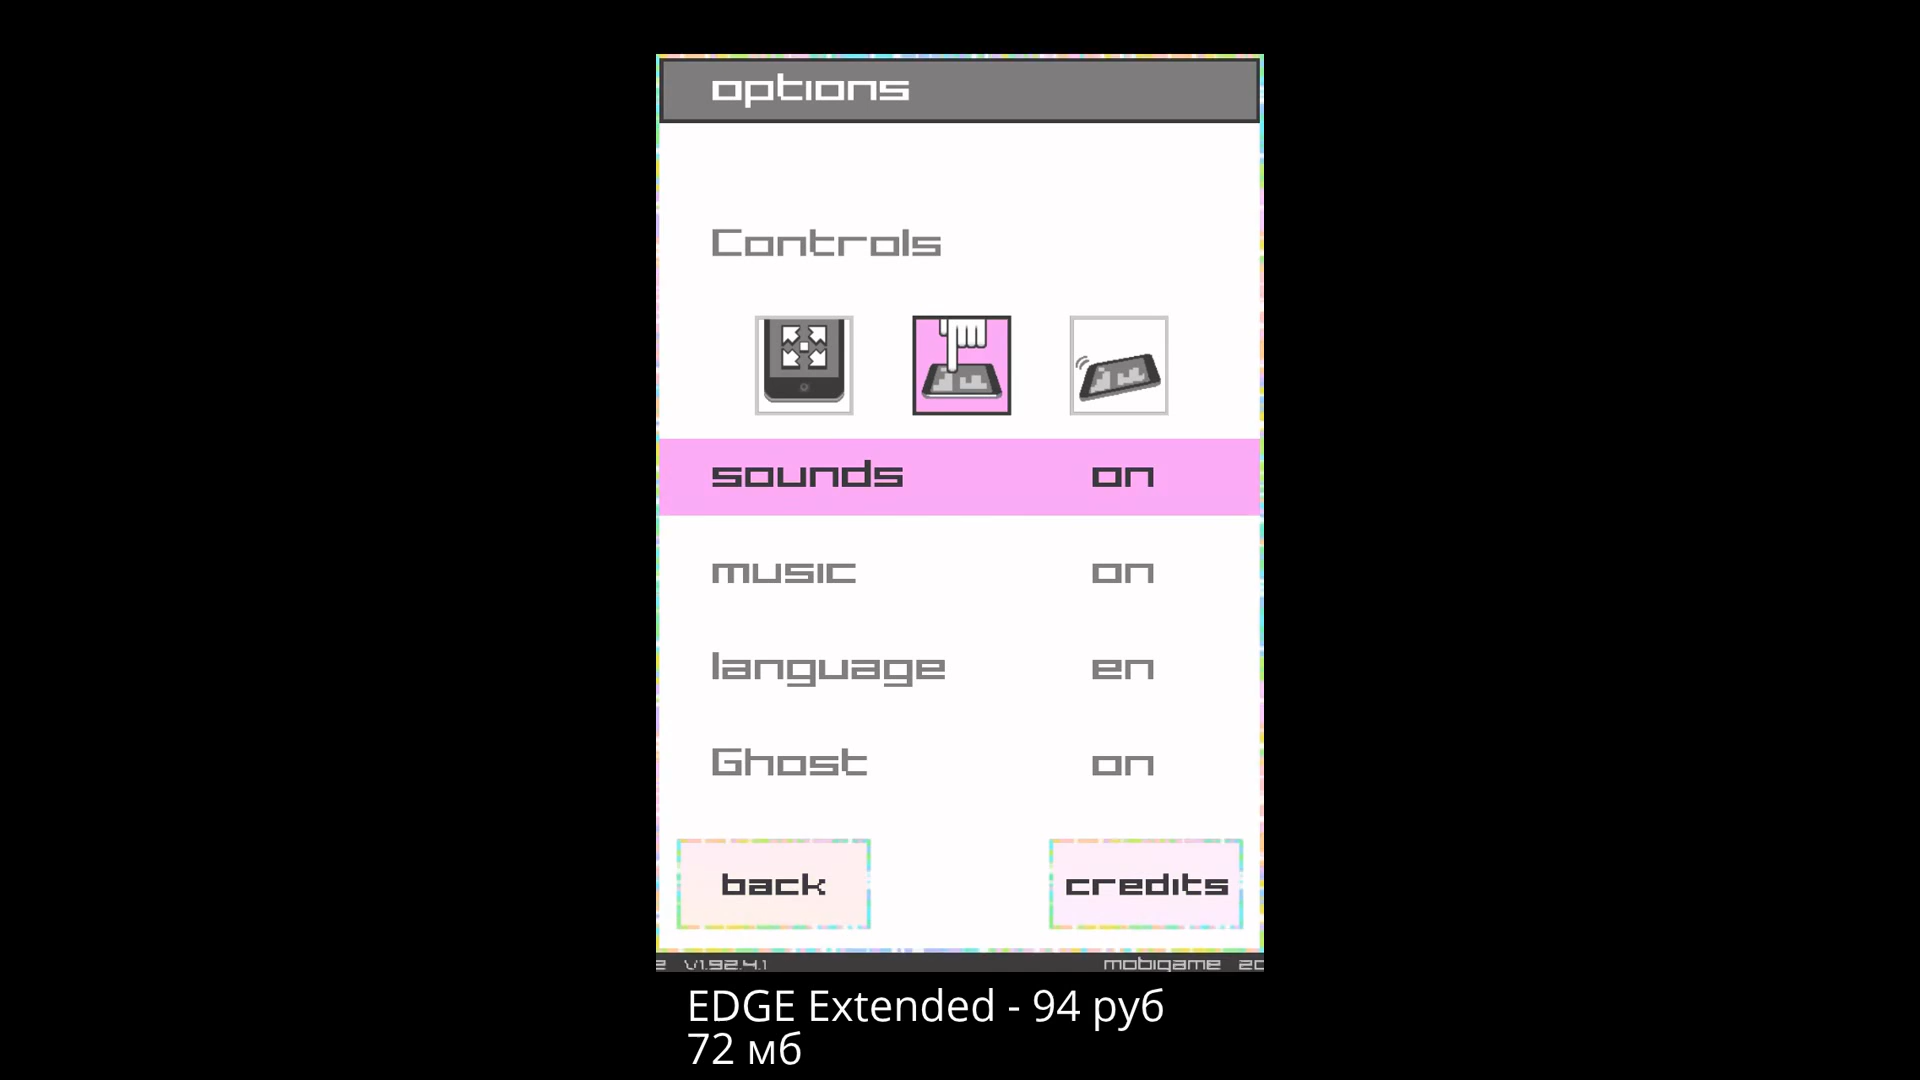 options
Controls
sounds on
music on
language en
Ghost on
back credits
v1.92.4.1 mobigame
EDGE Extended - 94 руб
72 мб